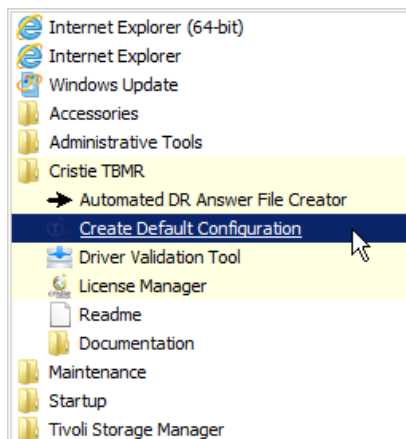 Internet Explorer (64-bit)
Internet Explorer
Windows Update
Accessories
Administrative Tools
Cristie TBMR
Automated DR Answer File Creator
Create Default Configuration
Driver Validation Tool
License Manager
Readme
Documentation
Maintenance
Startup
Tivoli Storage Manager